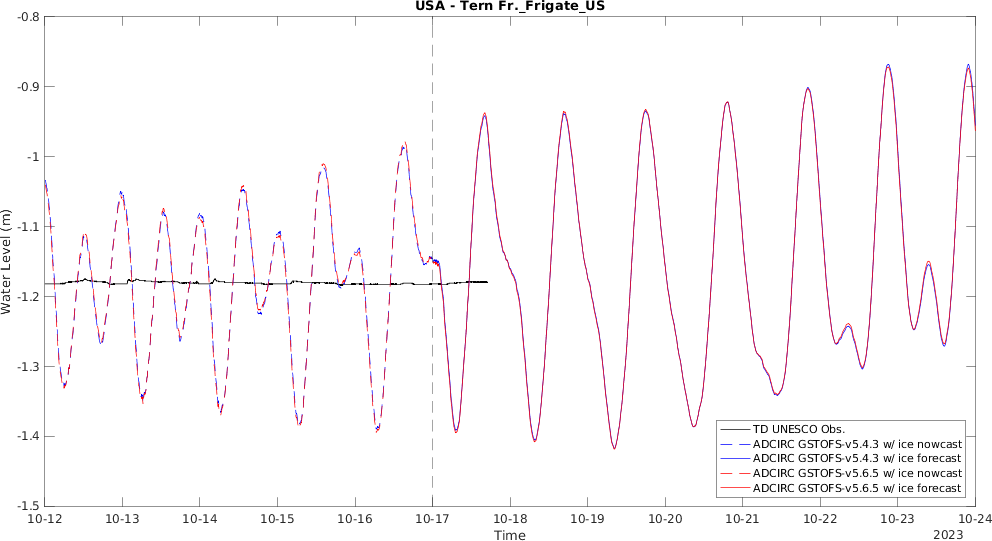 USA - Tern Fr._Frigate_US
-0.8
-0.9
-1
-1.1
-1.2
-1.3
-1.4
-1.5
Water Level (m)
TD UNESCO Obs.
ADCIRC GSTOFS-v5.4.3 w/ ice nowcast
ADCIRC GSTOFS-v5.4.3 w/ ice forecast
ADCIRC GSTOFS-v5.6.5 w/ ice nowcast
ADCIRC GSTOFS-v5.6.5 w/ ice forecast
10-12 10-13 10-14 10-15 10-16 10-17 10-18 10-19 10-20 10-21 10-22 10-23 10-24
Time
2023